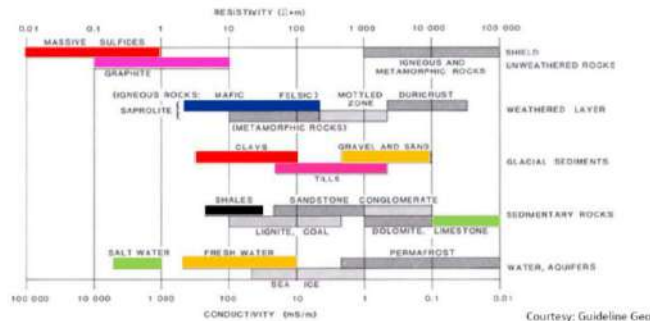 RESISTIVITY (Ω•m)
0.01 0.1 1 10 100 1000 10 000 100 000
MASSIVE SULFIDES
SHIELD
IGNEOUS AND
METAMORPHIC ROCKS
UNWEATHERED ROCKS
GRAPHITE
(IGNEOUS ROCKS: MAFIC FELSIC) MOTTLED
ZONE
DURICRUST
SAPROLITE
WEATHERED LAYER
(METAMORPHIC ROCKS)
CLAYS GRAVEL AND SAND
GLACIAL SEDIMENTS
TILLS
SHALES SANDSTONE CONGLOMERATE
SEDIMENTARY ROCKS
LIGNITE, COAL DOLOMITE, LIMESTONE
SALT WATER FRESH WATER PERMAFROST
WATER, AQUIFERS
SEA ICE
100 000 10 000 1 000 100 10 1 0.1 0.01
CONDUCTIVITY (mS/m)
Courtesy: Guideline Geo